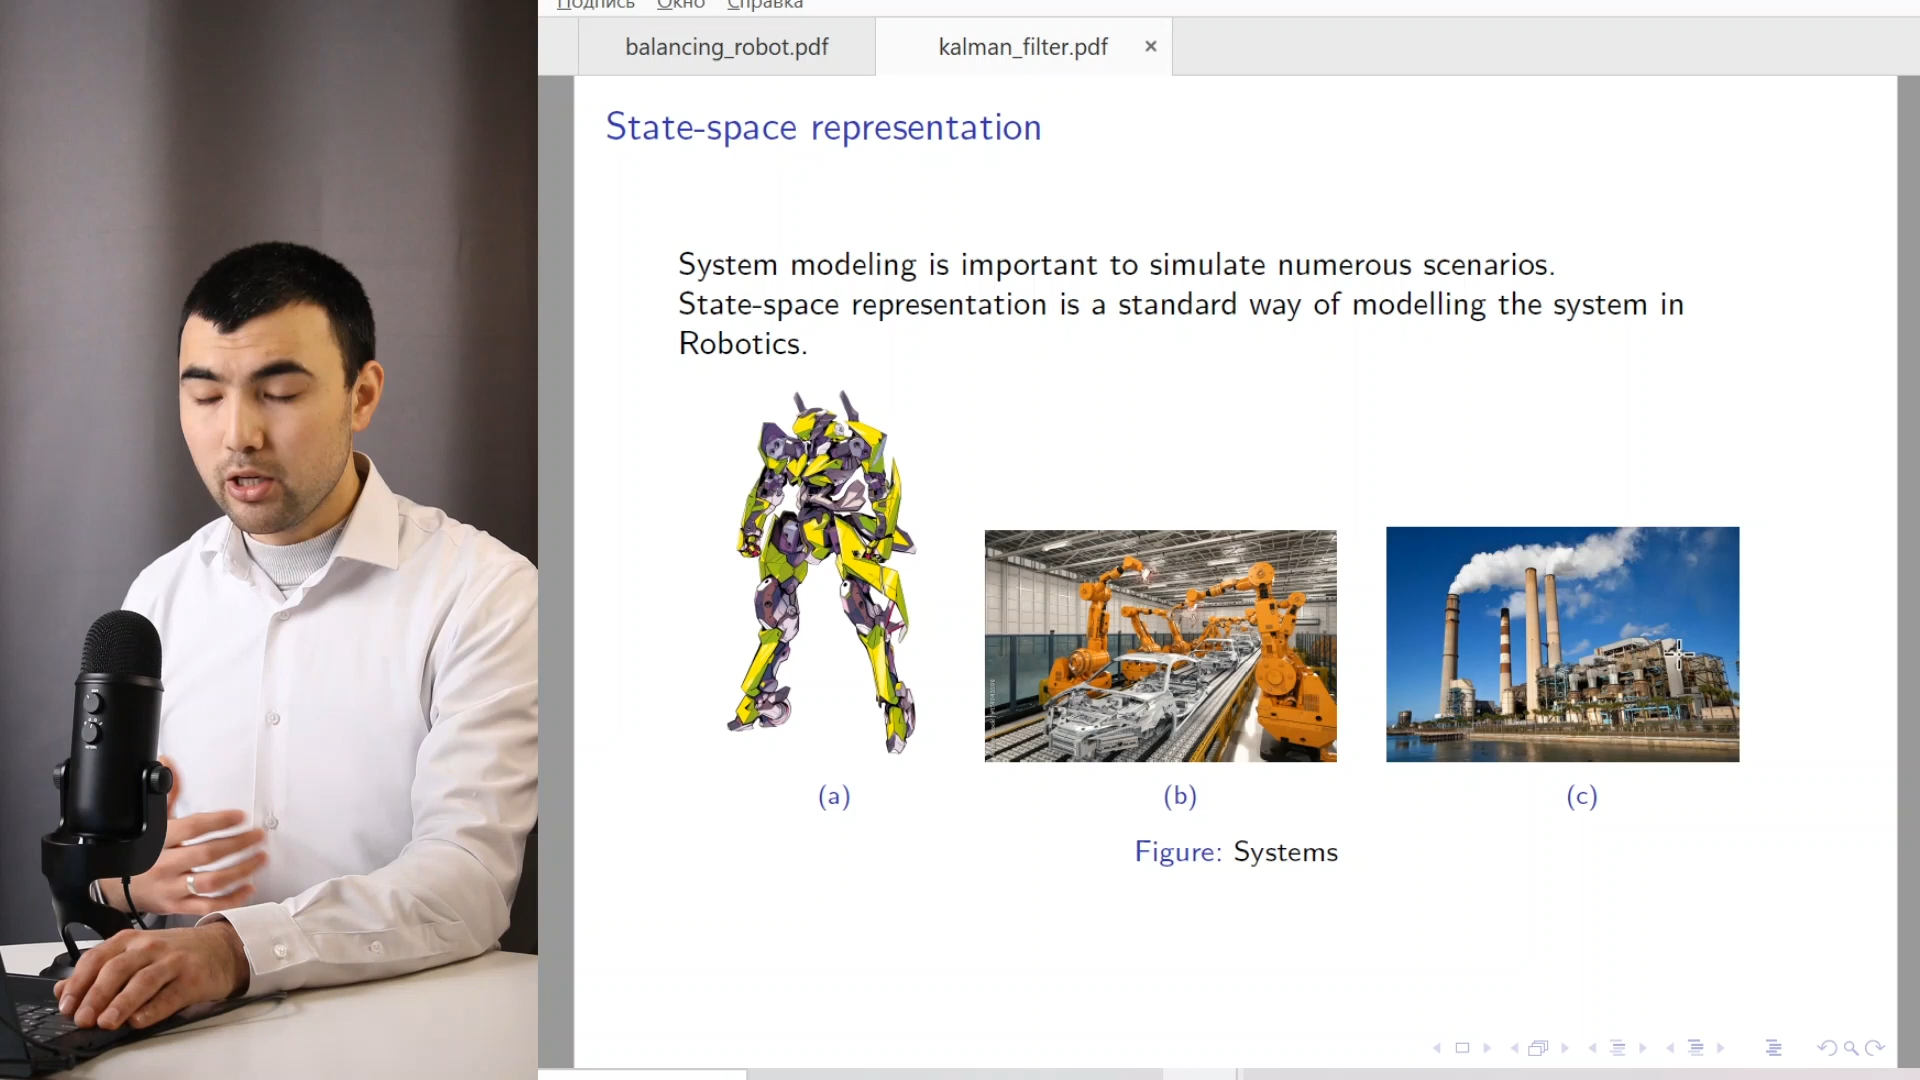 Подпись Окно Справка
balancing_robot.pdf
kalman_filter.pdf ×
State-space representation
System modeling is important to simulate numerous scenarios.
State-space representation is a standard way of modelling the system in
Robotics.
(a)
(b)
(c)
Figure: Systems